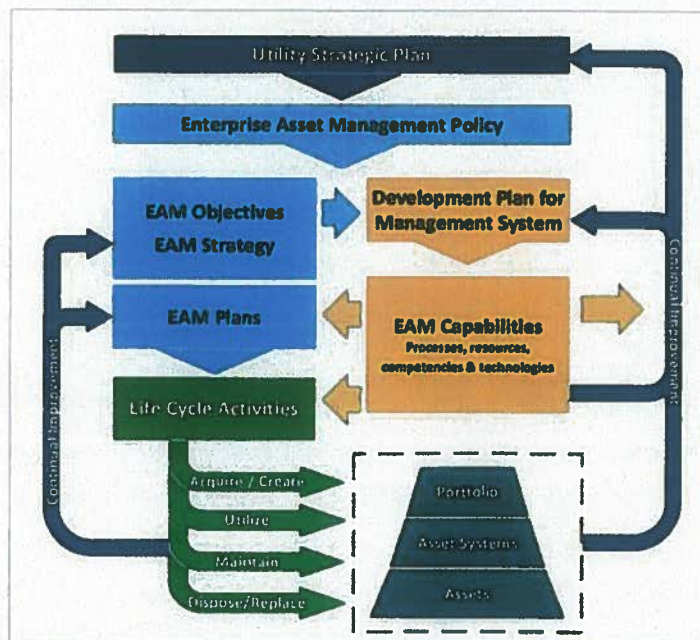 Utility Strategic Plan
Enterprise Asset Management Policy
EAM Objectives
EAM Strategy
Development Plan for
Management System
EAM Plans
EAM Capabilities
Processes, resources,
competencies & technologies
Life Cycle Activities
Acquire / Create
Utilize
Maintain
Dispose/Replace
Portfolio
Asset Systems
Assets
Continual Improvement
Continual Improvement